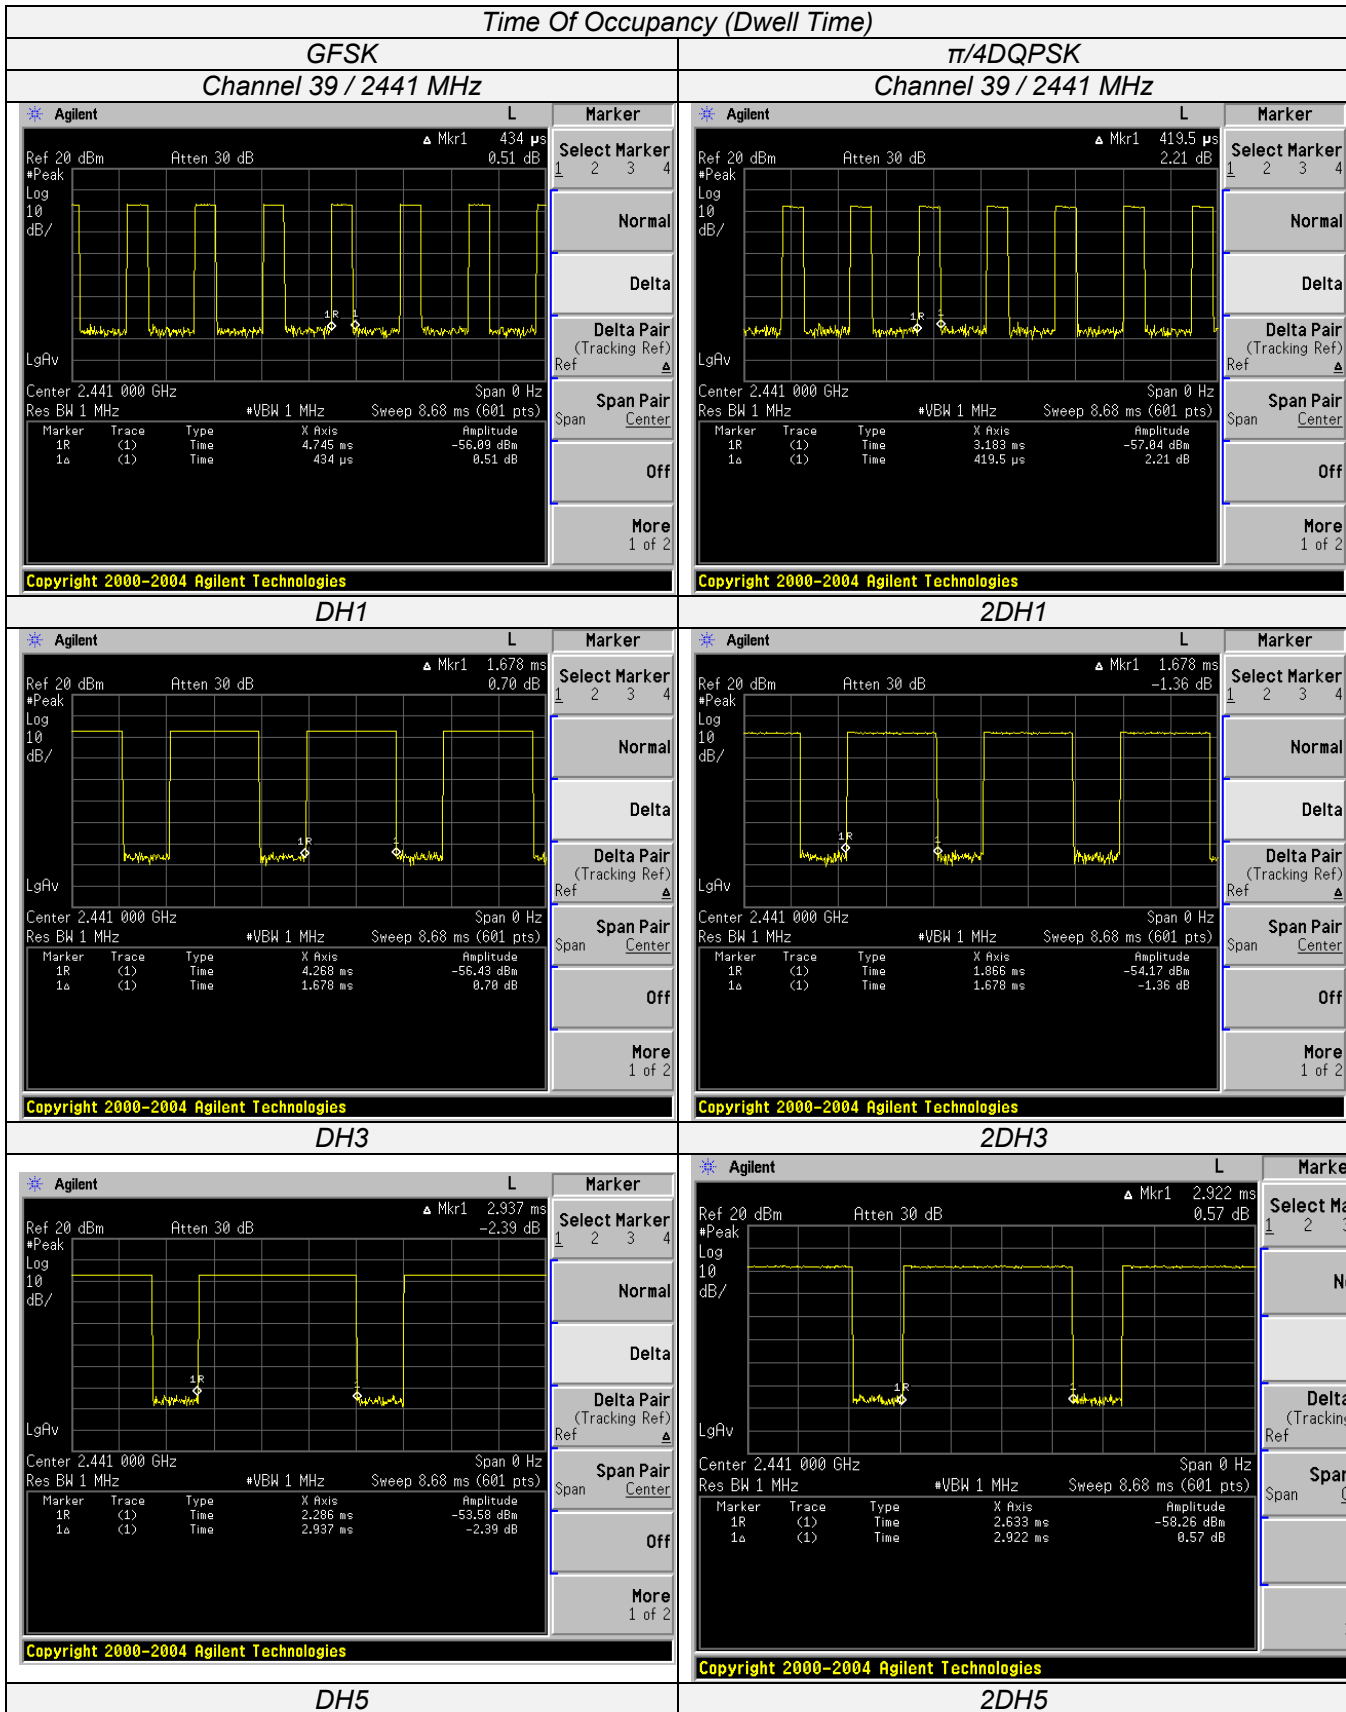 Time Of Occupancy (Dwell Time)
GFSK
π/4DQPSK
Channel 39 / 2441 MHz
Channel 39 / 2441 MHz
Agilent L Marker
Δ Mkr1 434 µs
Ref 20 dBm Atten 30 dB 0.51 dB
#Peak
Log
10
dB/
1R 1
LgAv
Center 2.441 000 GHz Span 0 Hz
Res BW 1 MHz #VBW 1 MHz Sweep 8.68 ms (601 pts)
Marker Trace Type X Axis Amplitude
1R (1) Time 4.745 ms -56.09 dBm
1Δ (1) Time 434 µs 0.51 dB
Select Marker
1 2 3 4
Normal
Delta
Delta Pair
(Tracking Ref)
Ref Δ
Span Pair
Span Center
Off
More
1 of 2
Copyright 2000-2004 Agilent Technologies
Agilent L Marker
Δ Mkr1 419.5 µs
Ref 20 dBm Atten 30 dB 2.21 dB
#Peak
Log
10
dB/
1R 1
LgAv
Center 2.441 000 GHz Span 0 Hz
Res BW 1 MHz #VBW 1 MHz Sweep 8.68 ms (601 pts)
Marker Trace Type X Axis Amplitude
1R (1) Time 3.183 ms -57.04 dBm
1Δ (1) Time 419.5 µs 2.21 dB
Select Marker
1 2 3 4
Normal
Delta
Delta Pair
(Tracking Ref)
Ref Δ
Span Pair
Span Center
Off
More
1 of 2
Copyright 2000-2004 Agilent Technologies
DH1
2DH1
Agilent L Marker
Δ Mkr1 1.678 ms
Ref 20 dBm Atten 30 dB 0.70 dB
#Peak
Log
10
dB/
1R 1
LgAv
Center 2.441 000 GHz Span 0 Hz
Res BW 1 MHz #VBW 1 MHz Sweep 8.68 ms (601 pts)
Marker Trace Type X Axis Amplitude
1R (1) Time 4.268 ms -56.43 dBm
1Δ (1) Time 1.678 ms 0.70 dB
Select Marker
1 2 3 4
Normal
Delta
Delta Pair
(Tracking Ref)
Ref Δ
Span Pair
Span Center
Off
More
1 of 2
Copyright 2000-2004 Agilent Technologies
Agilent L Marker
Δ Mkr1 1.678 ms
Ref 20 dBm Atten 30 dB -1.36 dB
#Peak
Log
10
dB/
1R 1
LgAv
Center 2.441 000 GHz Span 0 Hz
Res BW 1 MHz #VBW 1 MHz Sweep 8.68 ms (601 pts)
Marker Trace Type X Axis Amplitude
1R (1) Time 1.866 ms -54.17 dBm
1Δ (1) Time 1.678 ms -1.36 dB
Select Marker
1 2 3 4
Normal
Delta
Delta Pair
(Tracking Ref)
Ref Δ
Span Pair
Span Center
Off
More
1 of 2
Copyright 2000-2004 Agilent Technologies
DH3
2DH3
Agilent L Marker
Δ Mkr1 2.937 ms
Ref 20 dBm Atten 30 dB -2.39 dB
#Peak
Log
10
dB/
1R 1
LgAv
Center 2.441 000 GHz Span 0 Hz
Res BW 1 MHz #VBW 1 MHz Sweep 8.68 ms (601 pts)
Marker Trace Type X Axis Amplitude
1R (1) Time 2.286 ms -53.58 dBm
1Δ (1) Time 2.937 ms -2.39 dB
Select Marker
1 2 3 4
Normal
Delta
Delta Pair
(Tracking Ref)
Ref Δ
Span Pair
Span Center
Off
More
1 of 2
Copyright 2000-2004 Agilent Technologies
Agilent L Marke
Δ Mkr1 2.922 ms
Ref 20 dBm Atten 30 dB 0.57 dB
#Peak
Log
10
dB/
1R 1
LgAv
Center 2.441 000 GHz Span 0 Hz
Res BW 1 MHz #VBW 1 MHz Sweep 8.68 ms (601 pts)
Marker Trace Type X Axis Amplitude
1R (1) Time 2.633 ms -58.26 dBm
1Δ (1) Time 2.922 ms 0.57 dB
Select Ma
1 2 3
Delta
(Tracking
Ref
Span
Span
Copyright 2000-2004 Agilent Technologies
DH5
2DH5